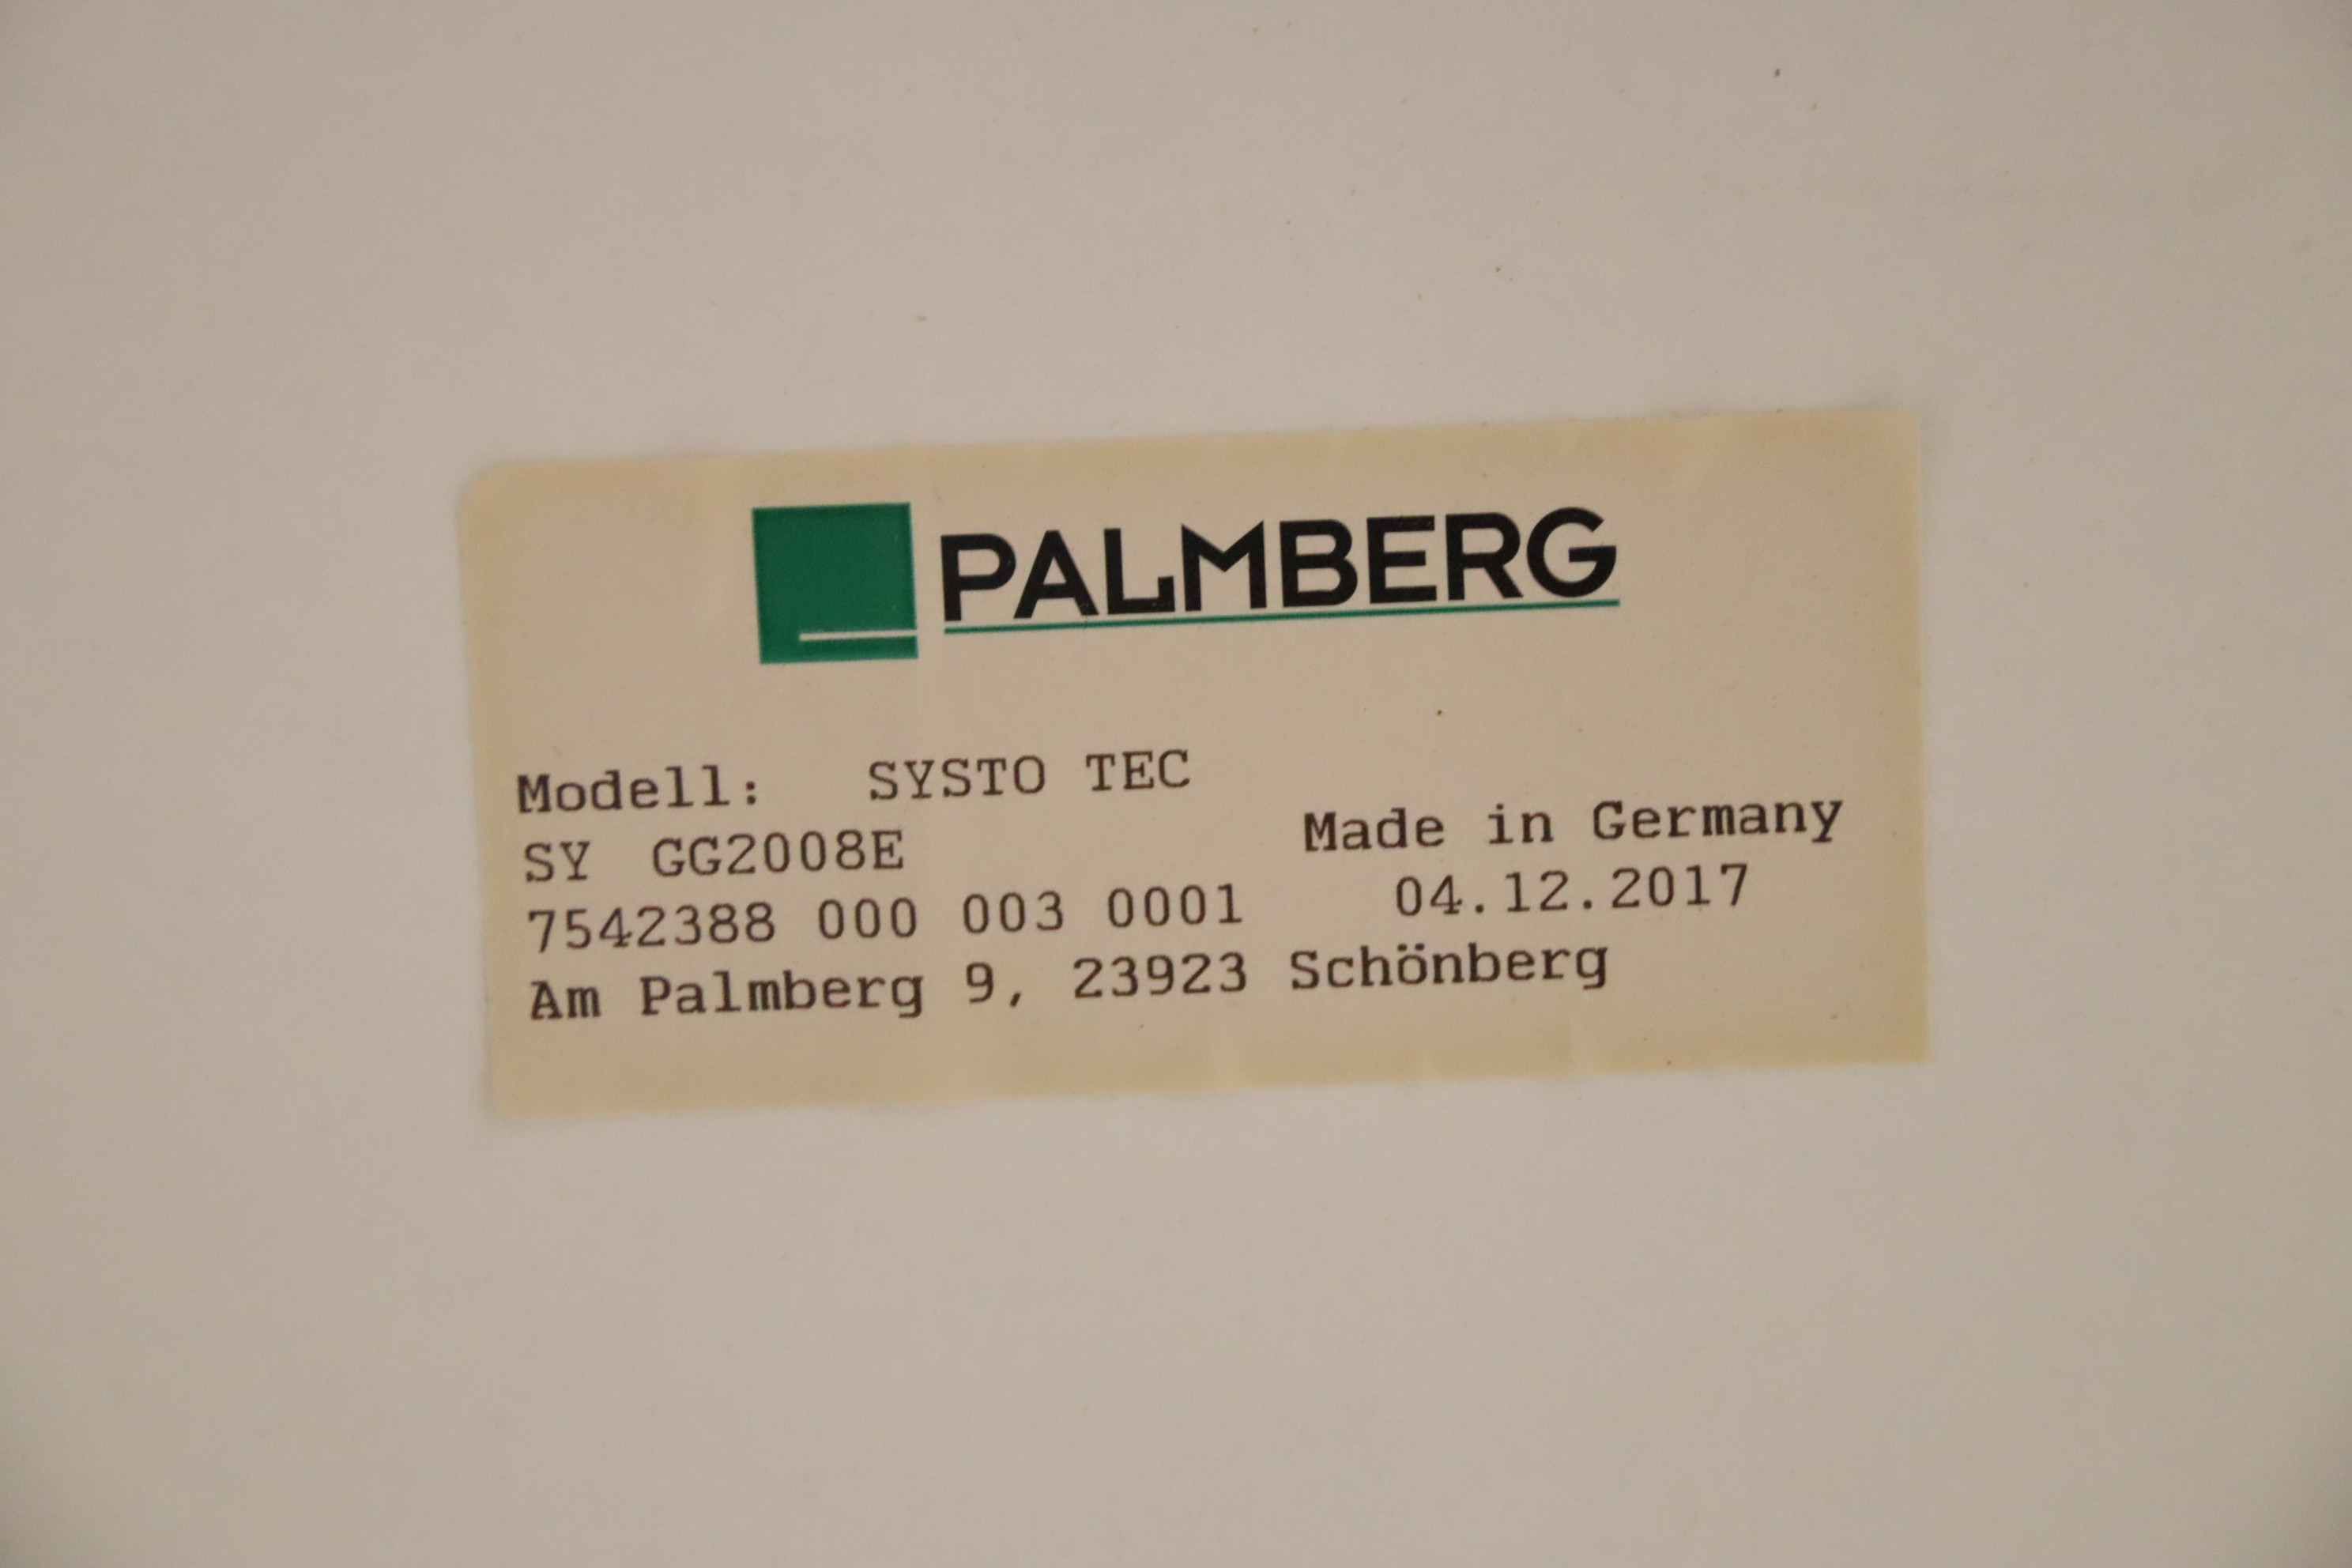 PALMBERG
Modell: SYSTO TEC
SY GG2008E
Made in Germany
7542388 000 003 0001
04.12.2017
Am Palmberg 9, 23923 Schönberg